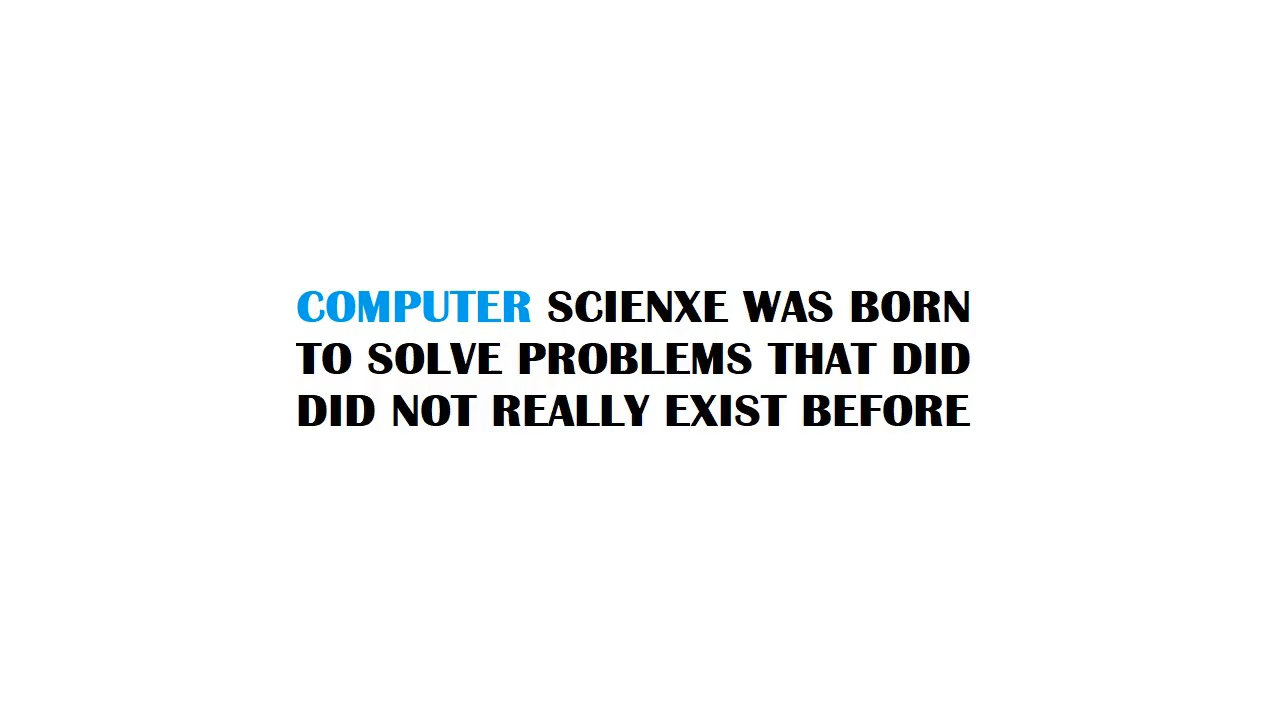 COMPUTER SCIENXE WAS BORN
TO SOLVE PROBLEMS THAT DID
DID NOT REALLY EXIST BEFORE